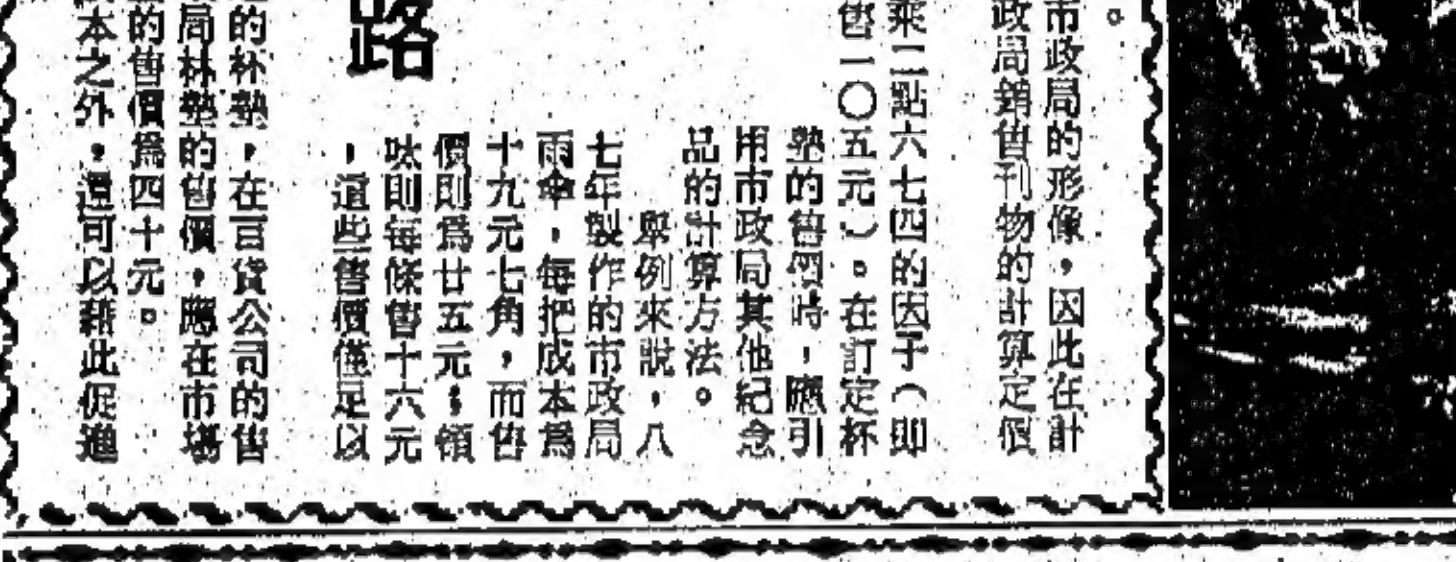 。
市政局的形像，因此在計
政局銷售刊物的計算定價
乘二點六七四的因子（即
售一〇五元）。在訂定杯
墊的售價時，應引
用市政局其他紀念
品的計算方法。
舉例來說，八
七年製作的市政局
雨傘，每把成本爲
十九元七角，而售
價則爲廿五元；領
呔則每條售十六元
，這些售價僅足以
路
的杯墊，在百貨公司的售
局杯墊的售價，應在市場
的售價爲四十元。
本之外，還可以藉此促進